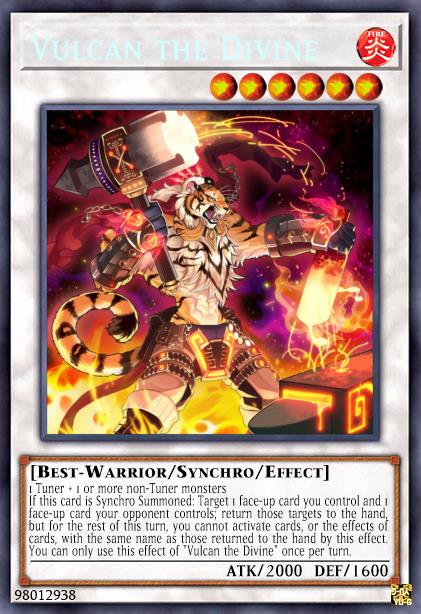 Vulcan the Divine
FIRE
炎
[Best-Warrior/Synchro/Effect]
1 Tuner + 1 or more non-Tuner monsters
If this card is Synchro Summoned: Target 1 face-up card you control and 1
face-up card your opponent controls; return those targets to the hand,
but for the rest of this turn, you cannot activate cards, or the effects of
cards, with the same name as those returned to the hand by this effect.
You can only use this effect of "Vulcan the Divine" once per turn.
ATK/2000 DEF/1600
98012938